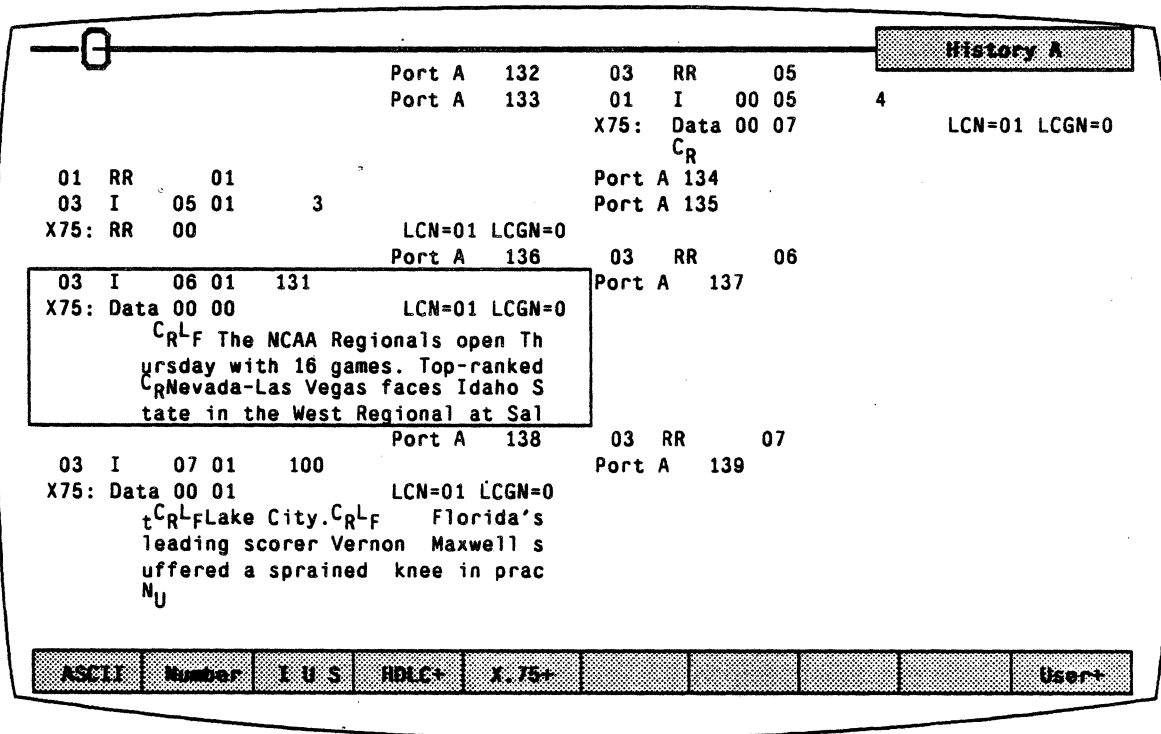 History A
Port A 132 03 RR 05
Port A 133 01 I 00 05 4
X75: Data 00 07 LCN=01 LCGN=0
CR
01 RR 01 Port A 134
03 I 05 01 3 Port A 135
X75: RR 00 LCN=01 LCGN=0
Port A 136 03 RR 06
03 I 06 01 131 Port A 137
X75: Data 00 00 LCN=01 LCGN=0
CRLF The NCAA Regionals open Th
ursday with 16 games. Top-ranked
CRNevada-Las Vegas faces Idaho S
tate in the West Regional at Sal
Port A 138 03 RR 07
03 I 07 01 100 Port A 139
X75: Data 00 01 LCN=01 LCGN=0
tCRLFLake City.CRLF Florida's
leading scorer Vernon Maxwell s
uffered a sprained knee in prac
NU
ASCII Number I U S HDLC+ X.75+ User+